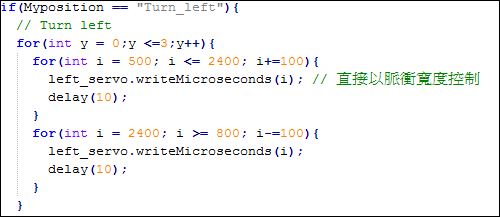 if(Myposition == "Turn_left"){
// Turn left
for(int y = 0;y <=3;y++){
for(int i = 500; i <= 2400; i+=100){
left_servo.writeMicroseconds(i); // 直接以脈衝寬度控制
delay(10);
}
for(int i = 2400; i >= 800; i-=100){
left_servo.writeMicroseconds(i);
delay(10);
}
}